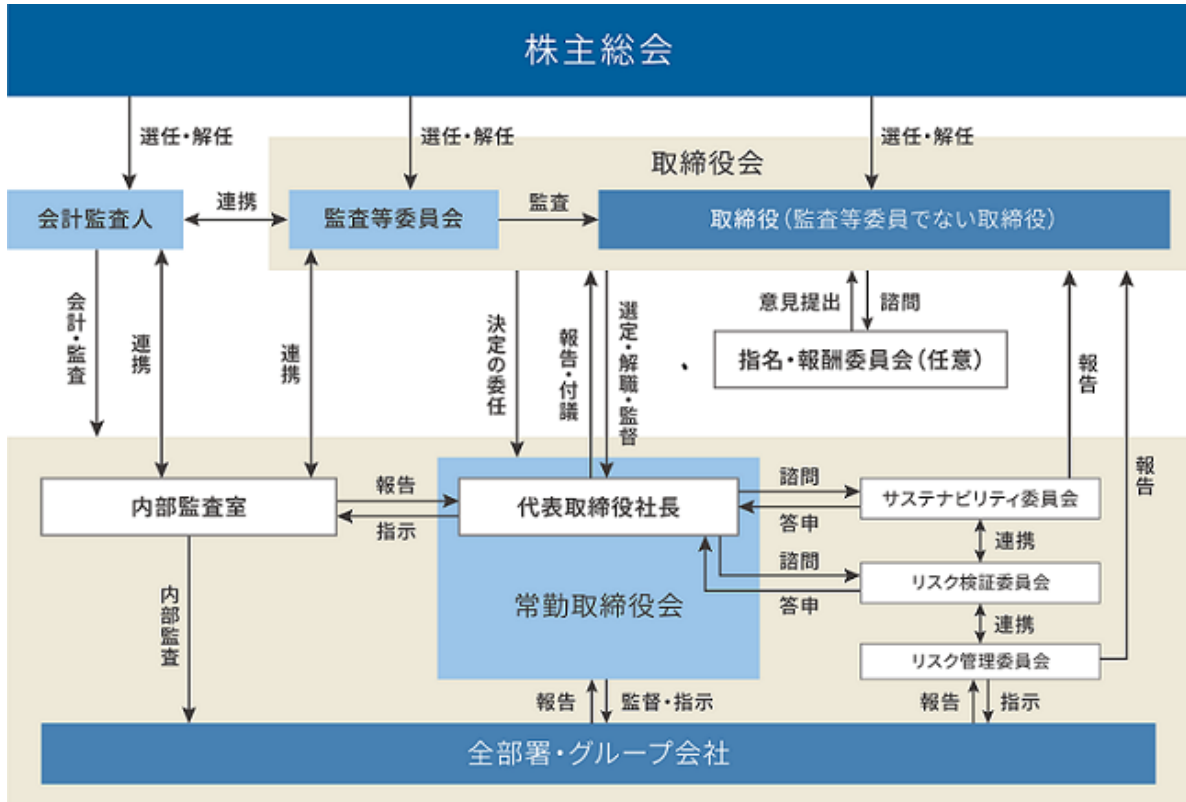 株主総会
選任・解任
選任・解任
選任・解任
取締役会
会計監査人
連携
監査等委員会
監査
取締役（監査等委員でない取締役）
会計・監査
連携
連携
決定の委任
報告・付議
選定・解職・監督
意見提出
諮問
指名・報酬委員会（任意）
報告
報告
内部監査室
報告
指示
代表取締役社長
諮問
答申
サステナビリティ委員会
連携
諮問
答申
リスク検証委員会
連携
常勤取締役会
リスク管理委員会
内部監査
報告
監督・指示
報告
指示
全部署・グループ会社